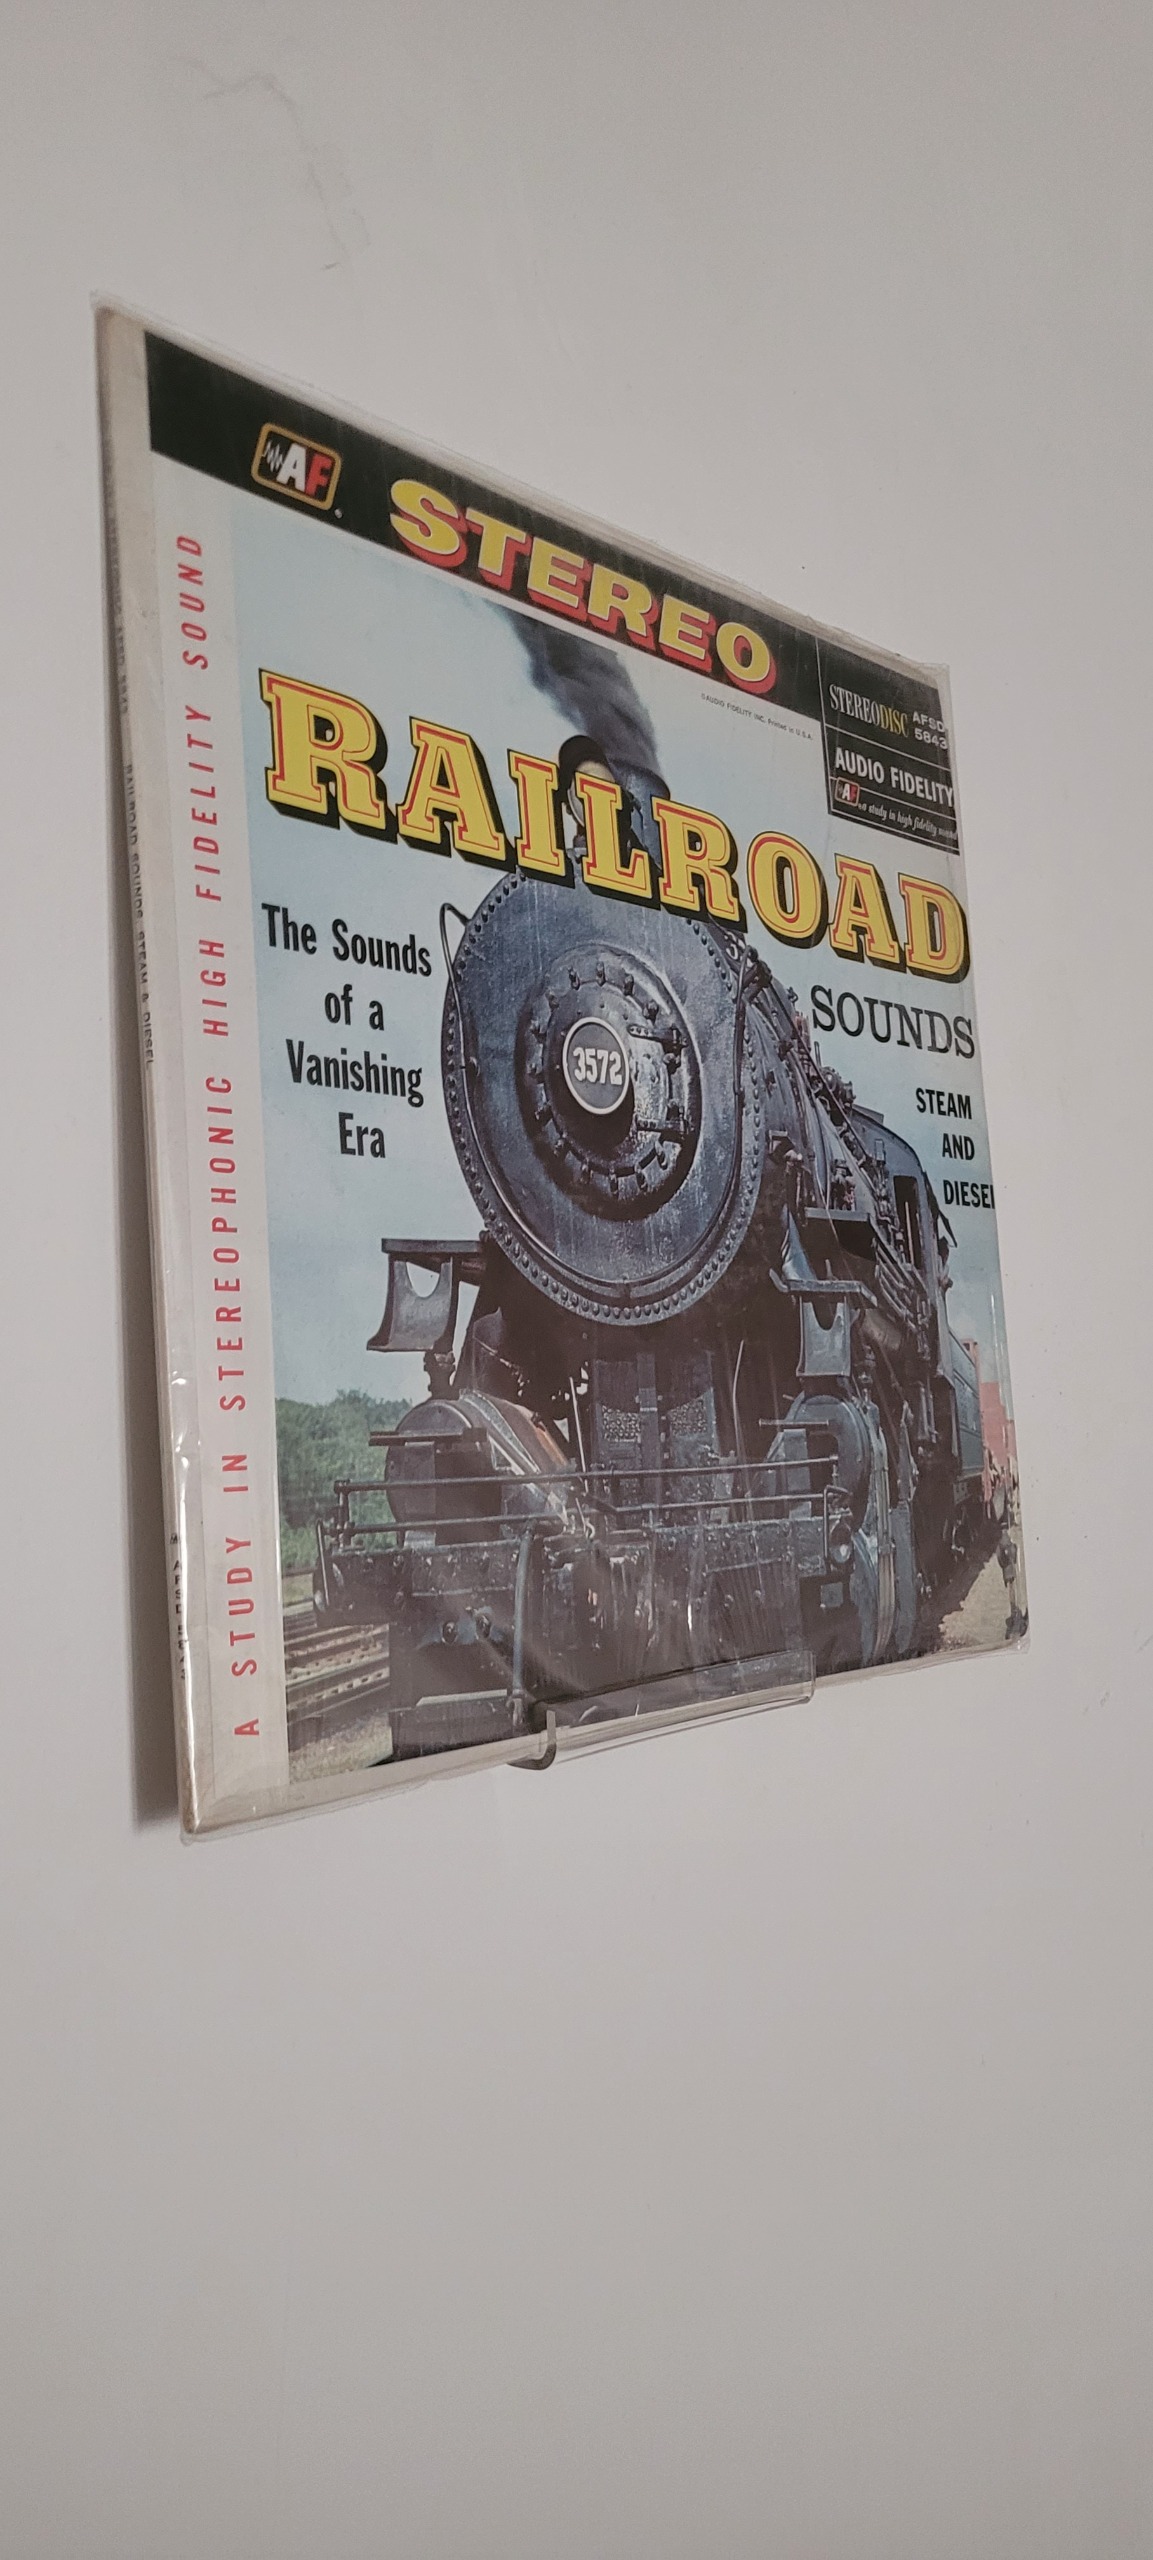 AF
STEREO
©AUDIO FIDELITY INC. Printed in U.S.A.
STEREODISC
AFSD
5843
AUDIO FIDELITY
AF
a study in high fidelity sound
RAILROAD
SOUNDS
STEAM
AND
DIESEL
The Sounds
of a
Vanishing
Era
3572
A STUDY IN STEREOPHONIC HIGH FIDELITY SOUND
RAILROAD SOUNDS STEAM & DIESEL